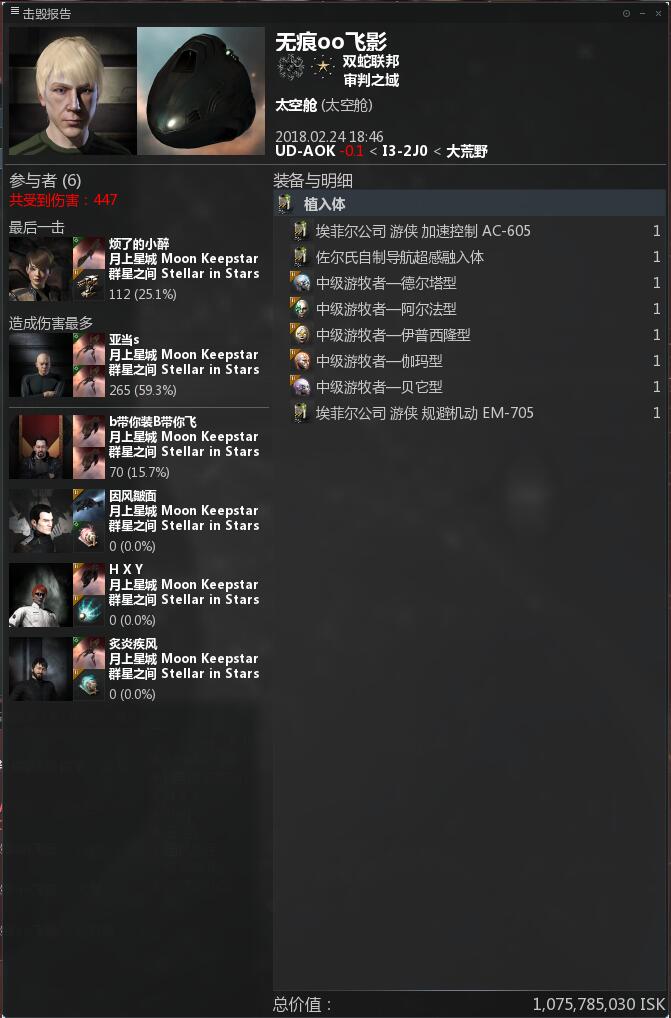 击毁报告
无痕oo飞影
双蛇联邦
审判之域
太空舱 (太空舱)
2018.02.24 18:46
UD-AOK -0.1 < I3-2J0 < 大荒野
参与者 (6)
共受到伤害：447
最后一击
烦了的小醉
月上星城 Moon Keepstar
群星之间 Stellar in Stars
112 (25.1%)
造成伤害最多
亚当s
月上星城 Moon Keepstar
群星之间 Stellar in Stars
265 (59.3%)
b带你装B带你飞
月上星城 Moon Keepstar
群星之间 Stellar in Stars
70 (15.7%)
因风皱面
月上星城 Moon Keepstar
群星之间 Stellar in Stars
0 (0.0%)
H X Y
月上星城 Moon Keepstar
群星之间 Stellar in Stars
0 (0.0%)
炙炎疾风
月上星城 Moon Keepstar
群星之间 Stellar in Stars
0 (0.0%)
装备与明细
植入体
埃菲尔公司 游侠 加速控制 AC-605 1
佐尔氏自制导航超感融入体 1
中级游牧者—德尔塔型 1
中级游牧者—阿尔法型 1
中级游牧者—伊普西隆型 1
中级游牧者—伽玛型 1
中级游牧者—贝它型 1
埃菲尔公司 游侠 规避机动 EM-705 1
总价值： 1,075,785,030 ISK